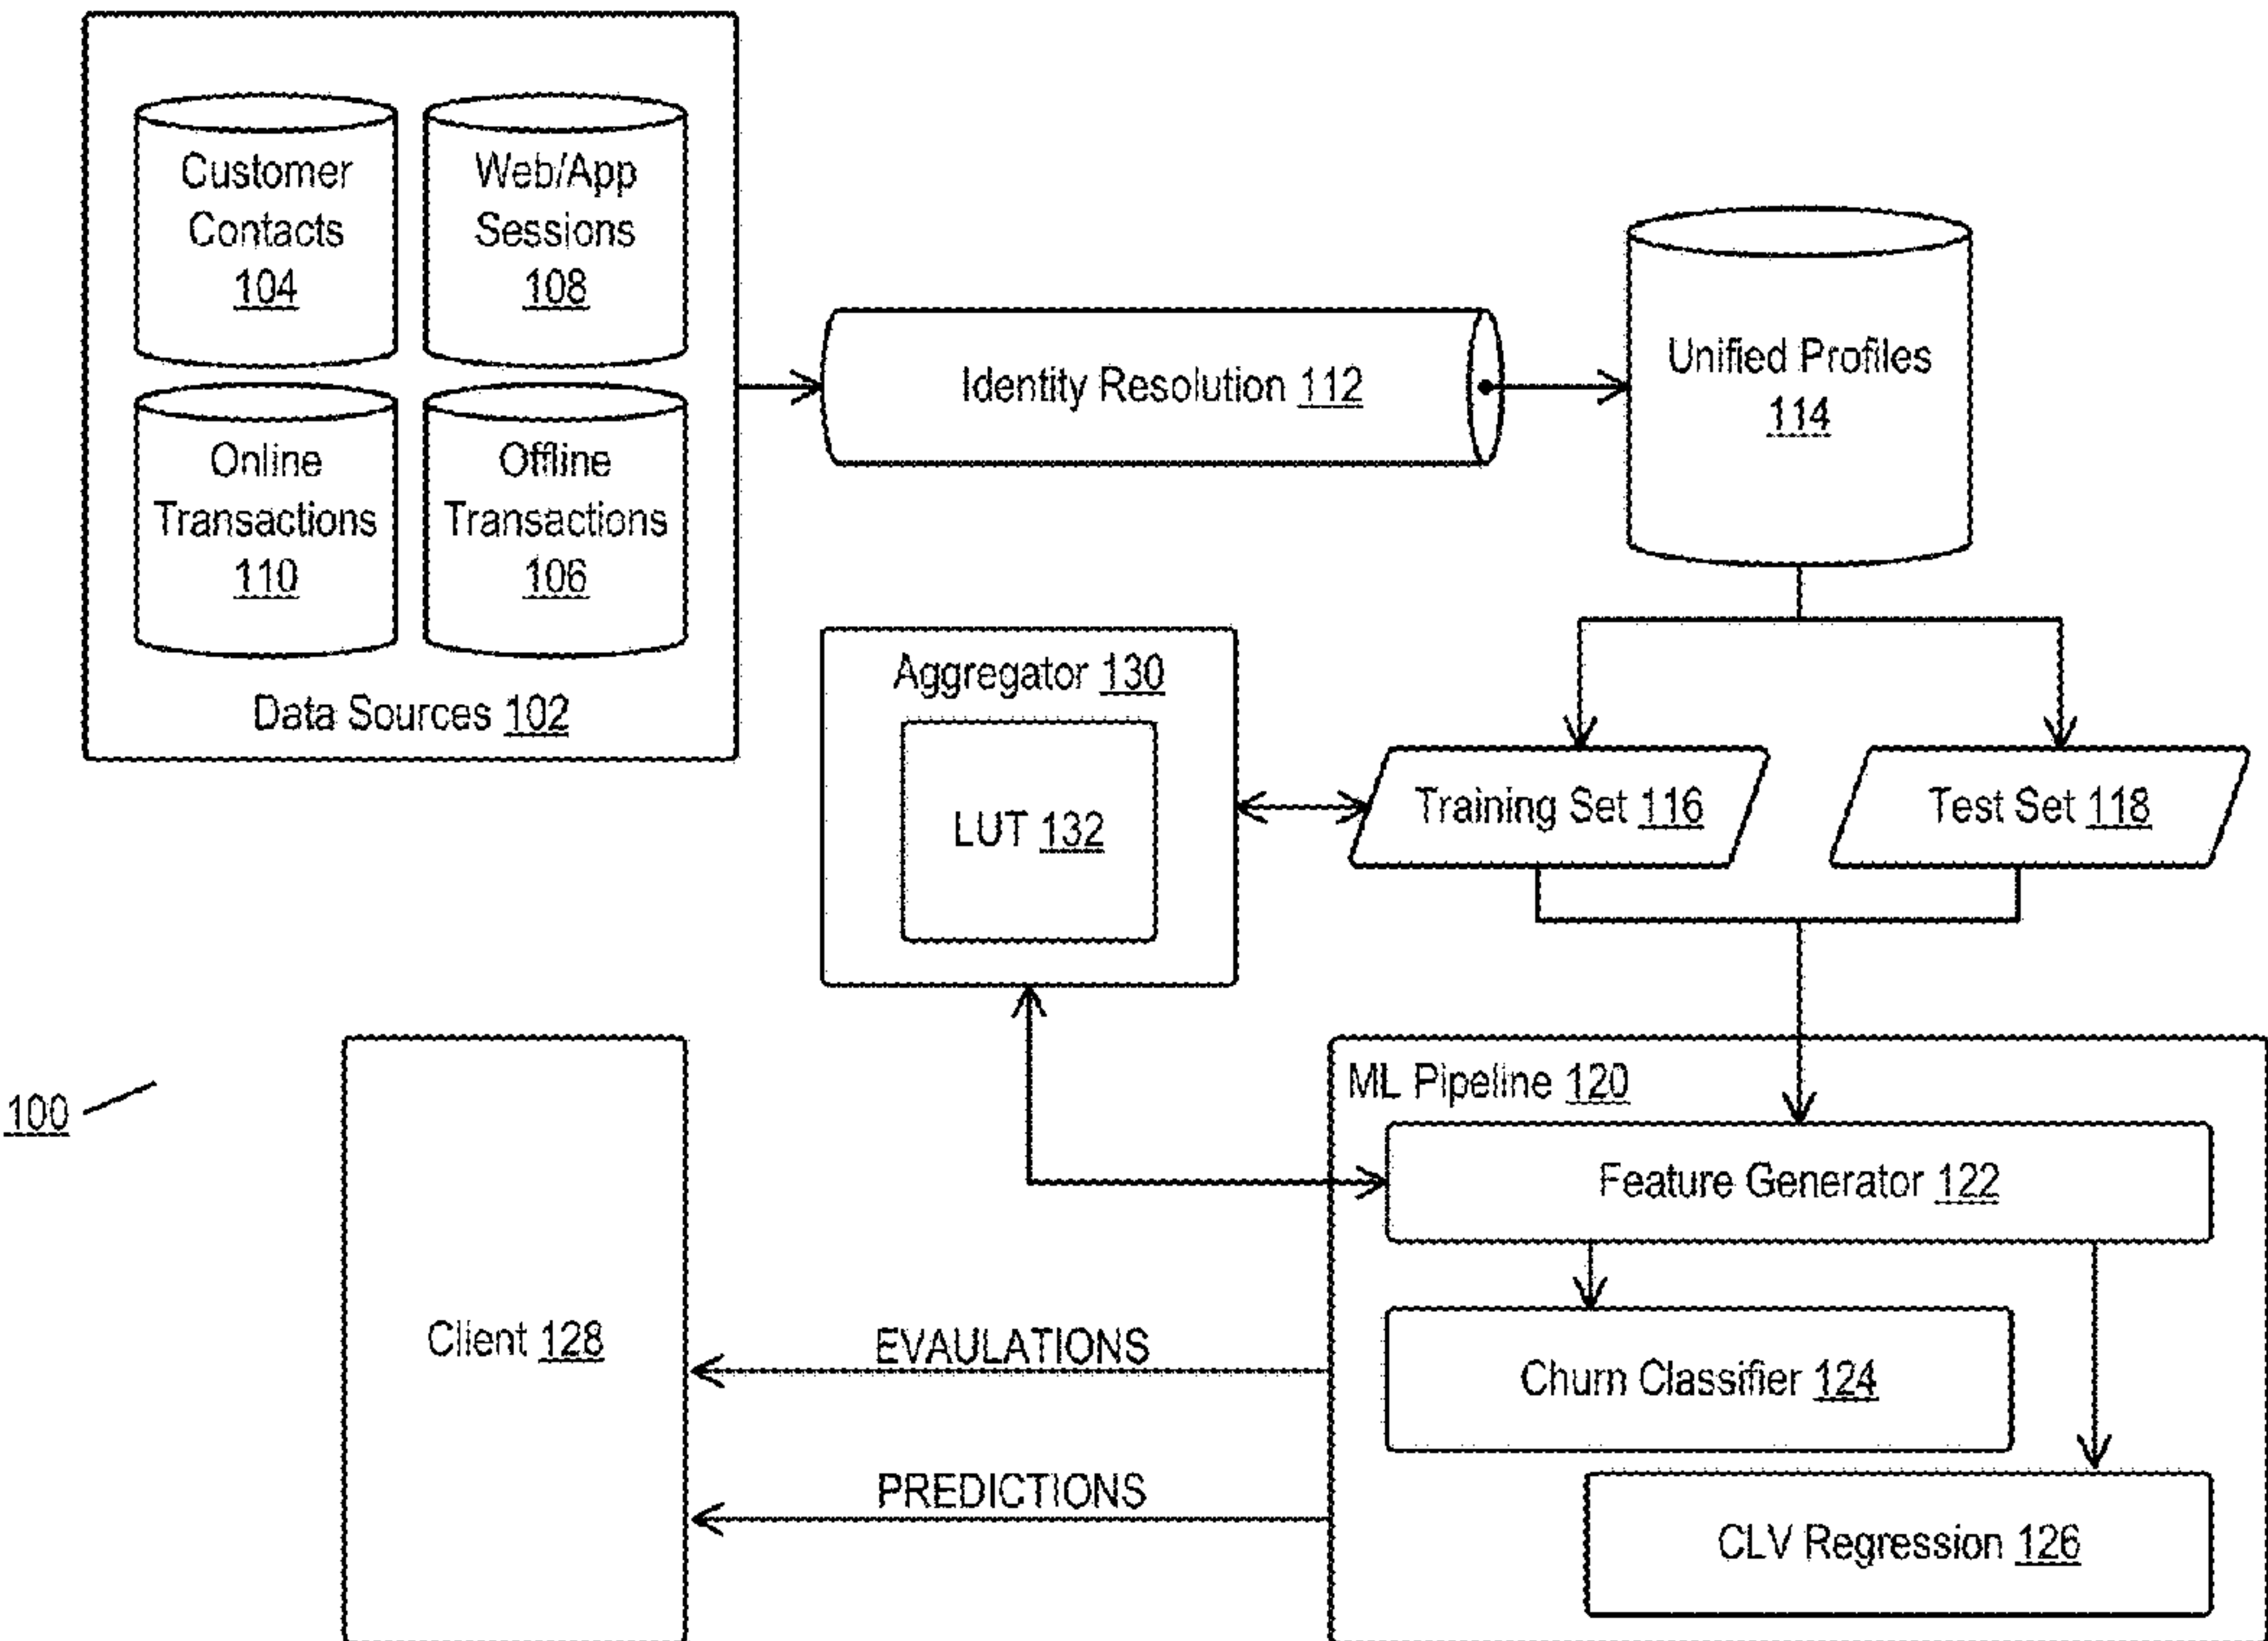 Customer
Contacts
104
Web/App
Sessions
108
Online
Transactions
110
Offline
Transactions
106
Data Sources 102
Identity Resolution 112
Unified Profiles
114
Aggregator 130
LUT 132
Training Set 116
Test Set 118
100
Client 128
EVAULATIONS
PREDICTIONS
ML Pipeline 120
Feature Generator 122
Churn Classifier 124
CLV Regression 126